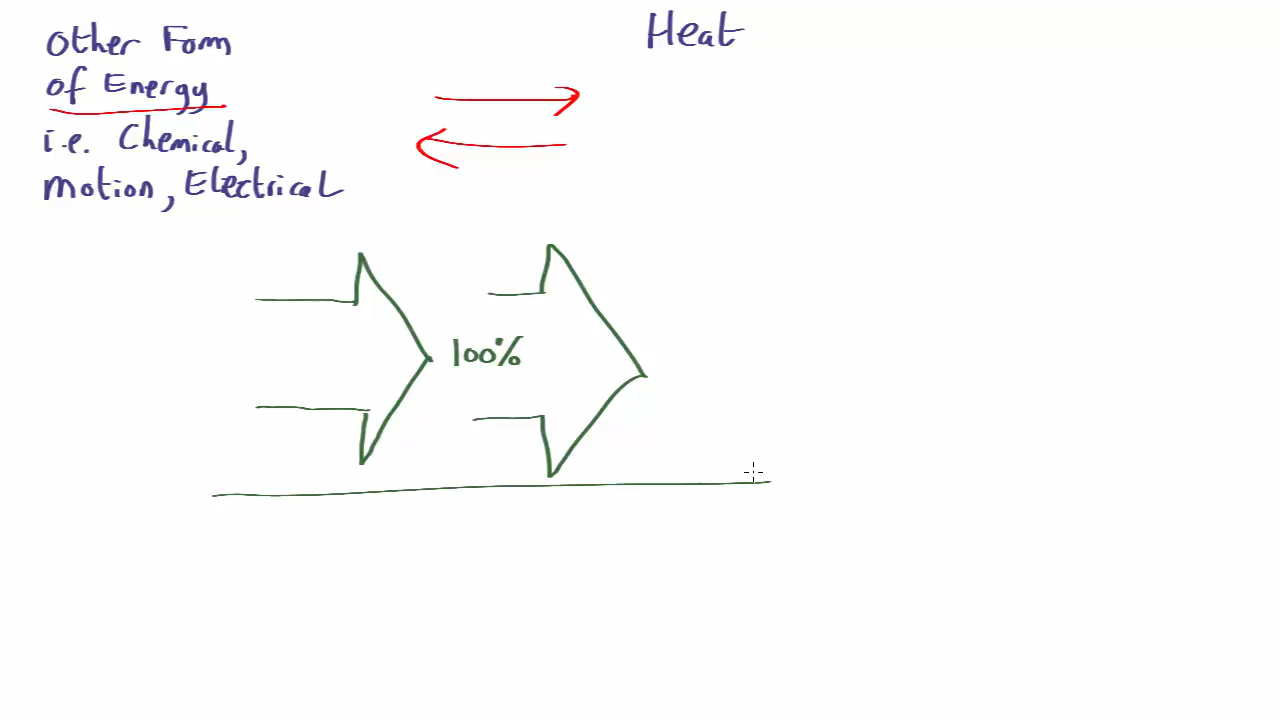 Other Form
of Energy
i.e. Chemical,
Motion, Electrical
Heat
100%